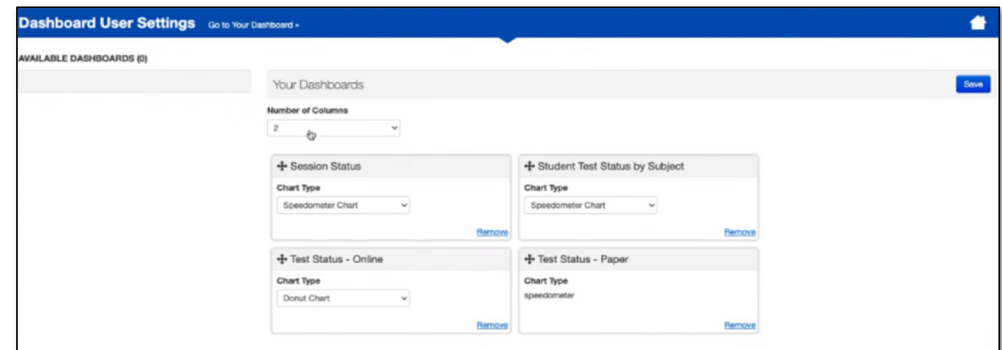 Dashboard User Settings Go to Your Dashboard »
AVAILABLE DASHBOARDS (0)
Your Dashboards
Save
Number of Columns
2
Session Status
Chart Type
Speedometer Chart
Remove
Student Test Status by Subject
Chart Type
Speedometer Chart
Remove
Test Status - Online
Chart Type
Donut Chart
Remove
Test Status - Paper
Chart Type
speedometer
Remove